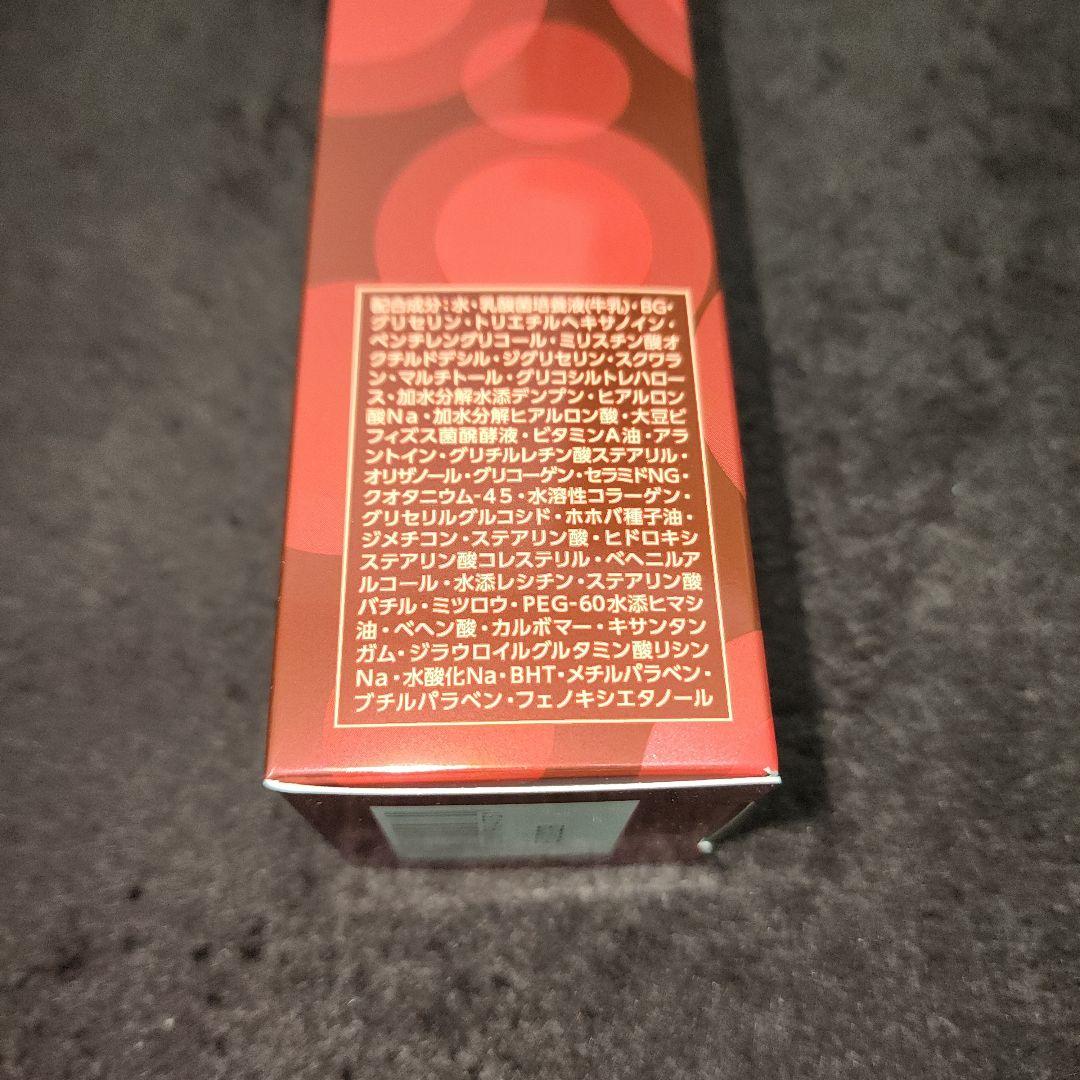 配合成分：水・乳酸菌培養液(牛乳)・BG・
グリセリン・トリエチルヘキサノイン・
ペンチレングリコール・ミリスチン酸オ
クチルドデシル・ジグリセリン・スクワラ
ン・マルチトール・グリコシルトレハロー
ス・加水分解水添デンプン・ヒアルロン
酸Na・加水分解ヒアルロン酸・大豆ビ
フィズス菌醗酵液・ビタミンA油・アラ
ントイン・グリチルレチン酸ステアリル・
オリザノール・グリコーゲン・セラミドNG・
クオタニウム-45・水溶性コラーゲン・
グリセリルグルコシド・ホホバ種子油・
ジメチコン・ステアリン酸・ヒドロキシ
ステアリン酸コレステリル・ベヘニルア
ルコール・水添レシチン・ステアリン酸
バチル・ミツロウ・PEG-60水添ヒマシ
油・ベヘン酸・カルボマー・キサンタン
ガム・ジラウロイルグルタミン酸リシン
Na・水酸化Na・BHT・メチルパラベン・
ブチルパラベン・フェノキシエタノール